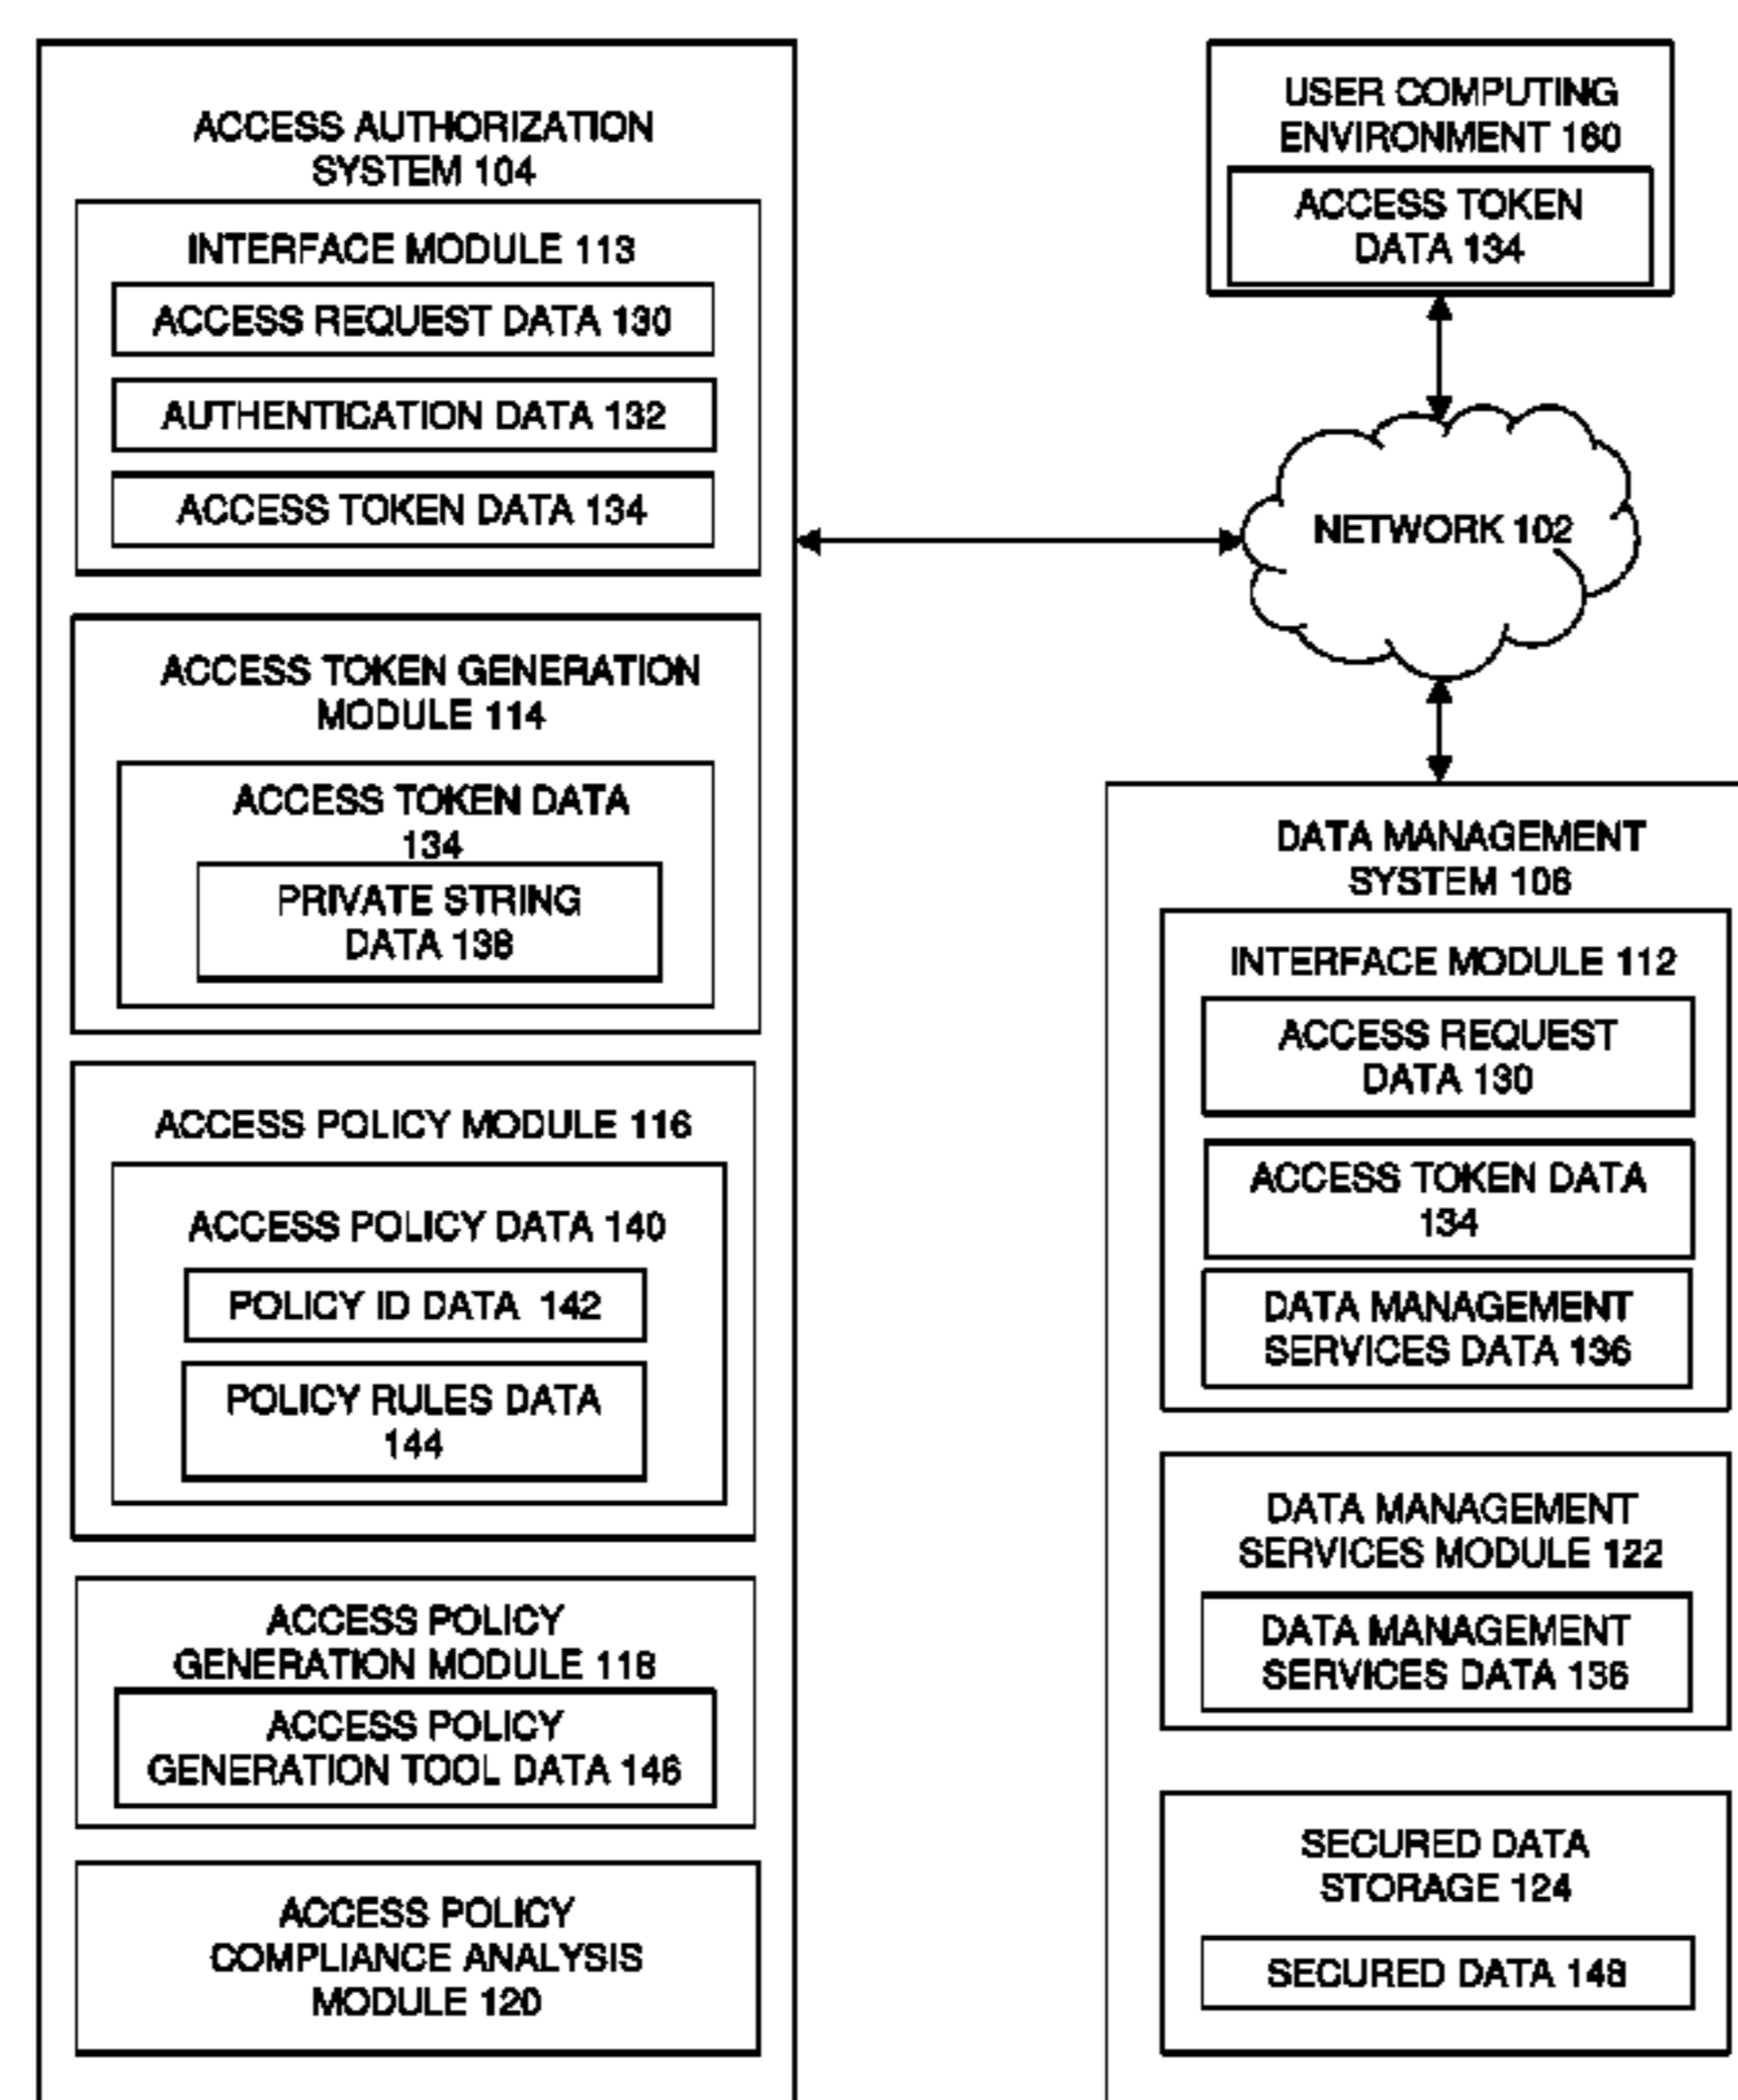 ACCESS AUTHORIZATION
SYSTEM 104
INTERFACE MODULE 113
ACCESS REQUEST DATA 130
AUTHENTICATION DATA 132
ACCESS TOKEN DATA 134
ACCESS TOKEN GENERATION
MODULE 114
ACCESS TOKEN DATA
134
PRIVATE STRING
DATA 138
ACCESS POLICY MODULE 116
ACCESS POLICY DATA 140
POLICY ID DATA 142
POLICY RULES DATA
144
ACCESS POLICY
GENERATION MODULE 118
ACCESS POLICY
GENERATION TOOL DATA 146
ACCESS POLICY
COMPLIANCE ANALYSIS
MODULE 120
USER COMPUTING
ENVIRONMENT 160
ACCESS TOKEN
DATA 134
NETWORK 102
DATA MANAGEMENT
SYSTEM 106
INTERFACE MODULE 112
ACCESS REQUEST
DATA 130
ACCESS TOKEN DATA
134
DATA MANAGEMENT
SERVICES DATA 136
DATA MANAGEMENT
SERVICES MODULE 122
DATA MANAGEMENT
SERVICES DATA 136
SECURED DATA
STORAGE 124
SECURED DATA 148